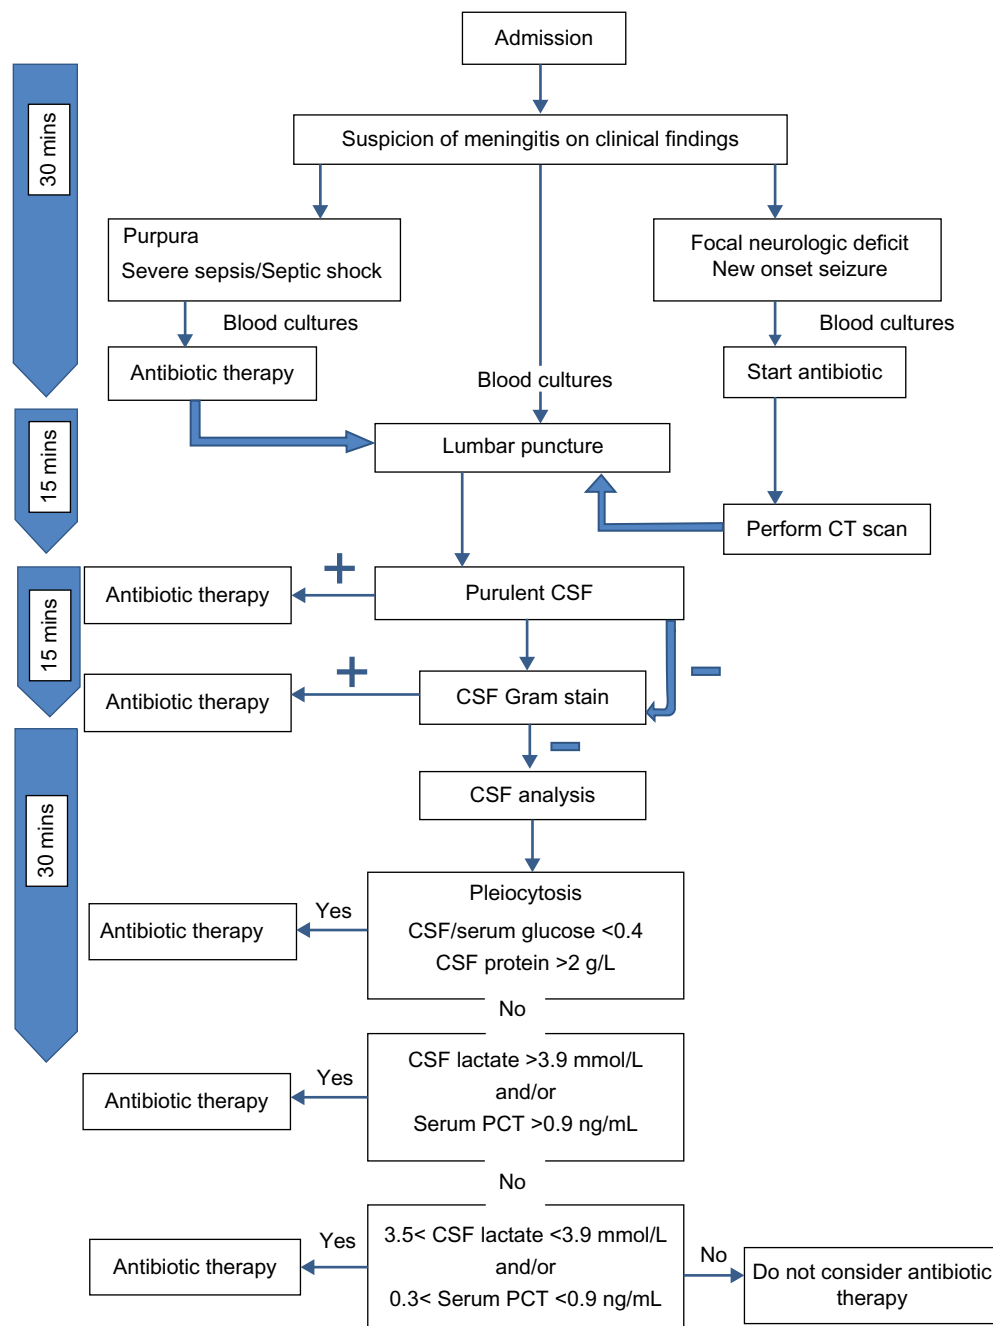 Admission
30 mins
Suspicion of meningitis on clinical findings
Purpura
Severe sepsis/Septic shock
Focal neurologic deficit
New onset seizure
Blood cultures
Blood cultures
Antibiotic therapy
Blood cultures
Start antibiotic
15 mins
Lumbar puncture
Perform CT scan
15 mins
Antibiotic therapy
+
Purulent CSF
–
Antibiotic therapy
+
CSF Gram stain
–
30 mins
CSF analysis
Pleiocytosis
CSF/serum glucose <0.4
CSF protein >2 g/L
Yes
Antibiotic therapy
No
CSF lactate >3.9 mmol/L
and/or
Serum PCT >0.9 ng/mL
Yes
Antibiotic therapy
No
3.5< CSF lactate <3.9 mmol/L
and/or
0.3< Serum PCT <0.9 ng/mL
Yes
Antibiotic therapy
No
Do not consider antibiotic
therapy